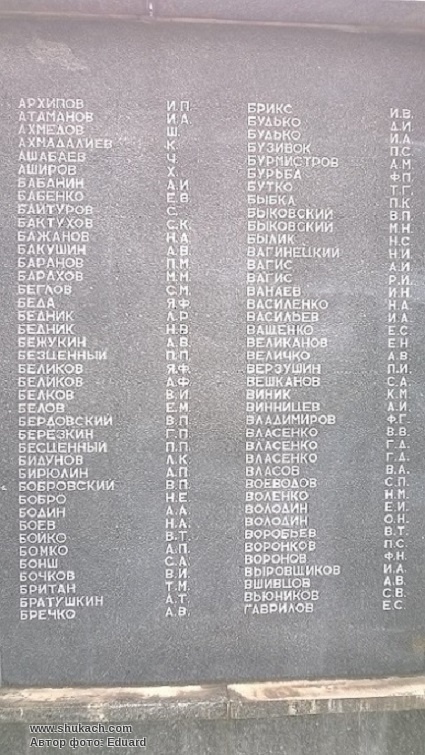 АРХИПОВ И.П.
АТАМАНОВ И.А.
АХМЕДОВ Ш.
АХМАДАЛИЕВ К.
АШАБАЕВ Ч.
АШИРОВ Х.
БАБАНИН А.И.
БАБЕНКО Е.В.
БАЙТУРОВ С.
БАКТУХОВ С.К.
БАЖАНОВ Н.А.
БАКУШИН А.В.
БАРАНОВ П.М.
БАРАХОВ М.М.
БЕГЛОВ С.М.
БЕДА Я.Ф.
БЕДНИК Л.Р.
БЕДНИК Н.В.
БЕЖУКИН А.В.
БЕЗЦЕННЫЙ П.П.
БЕЛИКОВ Я.Ф.
БЕЛИКОВ А.Ф.
БЕЛКОВ В.И.
БЕЛОВ Е.М.
БЕРДОВСКИЙ В.П.
БЕРЕЗКИН Г.П.
БЕСЦЕННЫЙ П.П.
БИДУНОВ Л.К.
БИРЮЛИН А.П.
БОБРОВСКИЙ В.П.
БОБРО Н.Е.
БОДИН А.А.
БОЕВ Н.А.
БОЙКО В.Т.
БОМКО А.П.
БОНШ С.А.
БОЧКОВ В.И.
БРИТАН Т.М.
БРАТУШКИН А.Т.
БРЕЧКО А.В.
БРИКС И.В.
БУДЬКО Д.И.
БУДЬКО И.А.
БУЗИВОК П.С.
БУРМИСТРОВ А.М.
БУРЬБА Ф.П.
БУТКО Т.Г.
БЫБКА П.К.
БЫКОВСКИЙ В.П.
БЫКОВСКИЙ М.Н.
БЫЛИК Н.С.
ВАГИНЕЦКИЙ Н.И.
ВАГИС А.И.
ВАГИС Р.И.
ВАНАЕВ И.Н.
ВАСИЛЕНКО Н.А.
ВАСИЛЬЕВ И.А.
ВАЩЕНКО Е.С.
ВЕЛИКАНОВ Е.Н.
ВЕЛИЧКО А.В.
ВЕРЗУШИН П.И.
ВЕШКАНОВ С.А.
ВИНИК К.М.
ВИННИЦЕВ А.И.
ВЛАДИМИРОВ Ф.Г.
ВЛАСЕНКО В.В.
ВЛАСЕНКО Г.Д.
ВЛАСЕНКО Г.Д.
ВЛАСОВ В.А.
ВОЕВОДОВ С.П.
ВОЛЕНКО Н.М.
ВОЛОДИН Е.И.
ВОЛОДИН О.Н.
ВОРОБЬЕВ В.Т.
ВОРОНКОВ П.С.
ВОРОНОВ Ф.Н.
ВЫРОВЩИКОВ И.А.
ВШИВЦОВ А.В.
ВЬЮНИКОВ С.В.
ГАВРИЛОВ Е.С.
www.shukach.com
Автор фото: Eduard